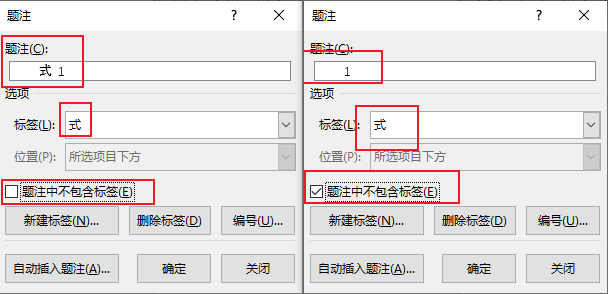 题注 ? ×
题注(C):
式 1
选项
标签(L): 式
位置(P): 所选项目下方
题注中不包含标签(E)
新建标签(N)... 删除标签(D) 编号(U)...
自动插入题注(A)... 确定 关闭
题注 ? ×
题注(C):
1
选项
标签(L): 式
位置(P): 所选项目下方
题注中不包含标签(E)
新建标签(N)... 删除标签(D) 编号(U)...
自动插入题注(A)... 确定 关闭